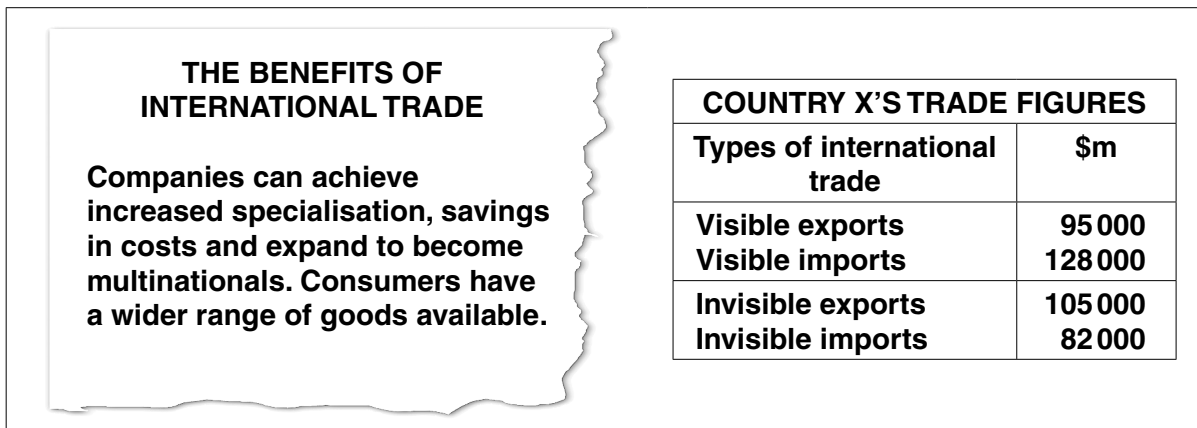 THE BENEFITS OF
INTERNATIONAL TRADE
Companies can achieve
increased specialisation, savings
in costs and expand to become
multinationals. Consumers have
a wider range of goods available.
COUNTRY X'S TRADE FIGURES
Types of international
trade
$m
Visible exports 95 000
Visible imports 128 000
Invisible exports 105 000
Invisible imports 82 000